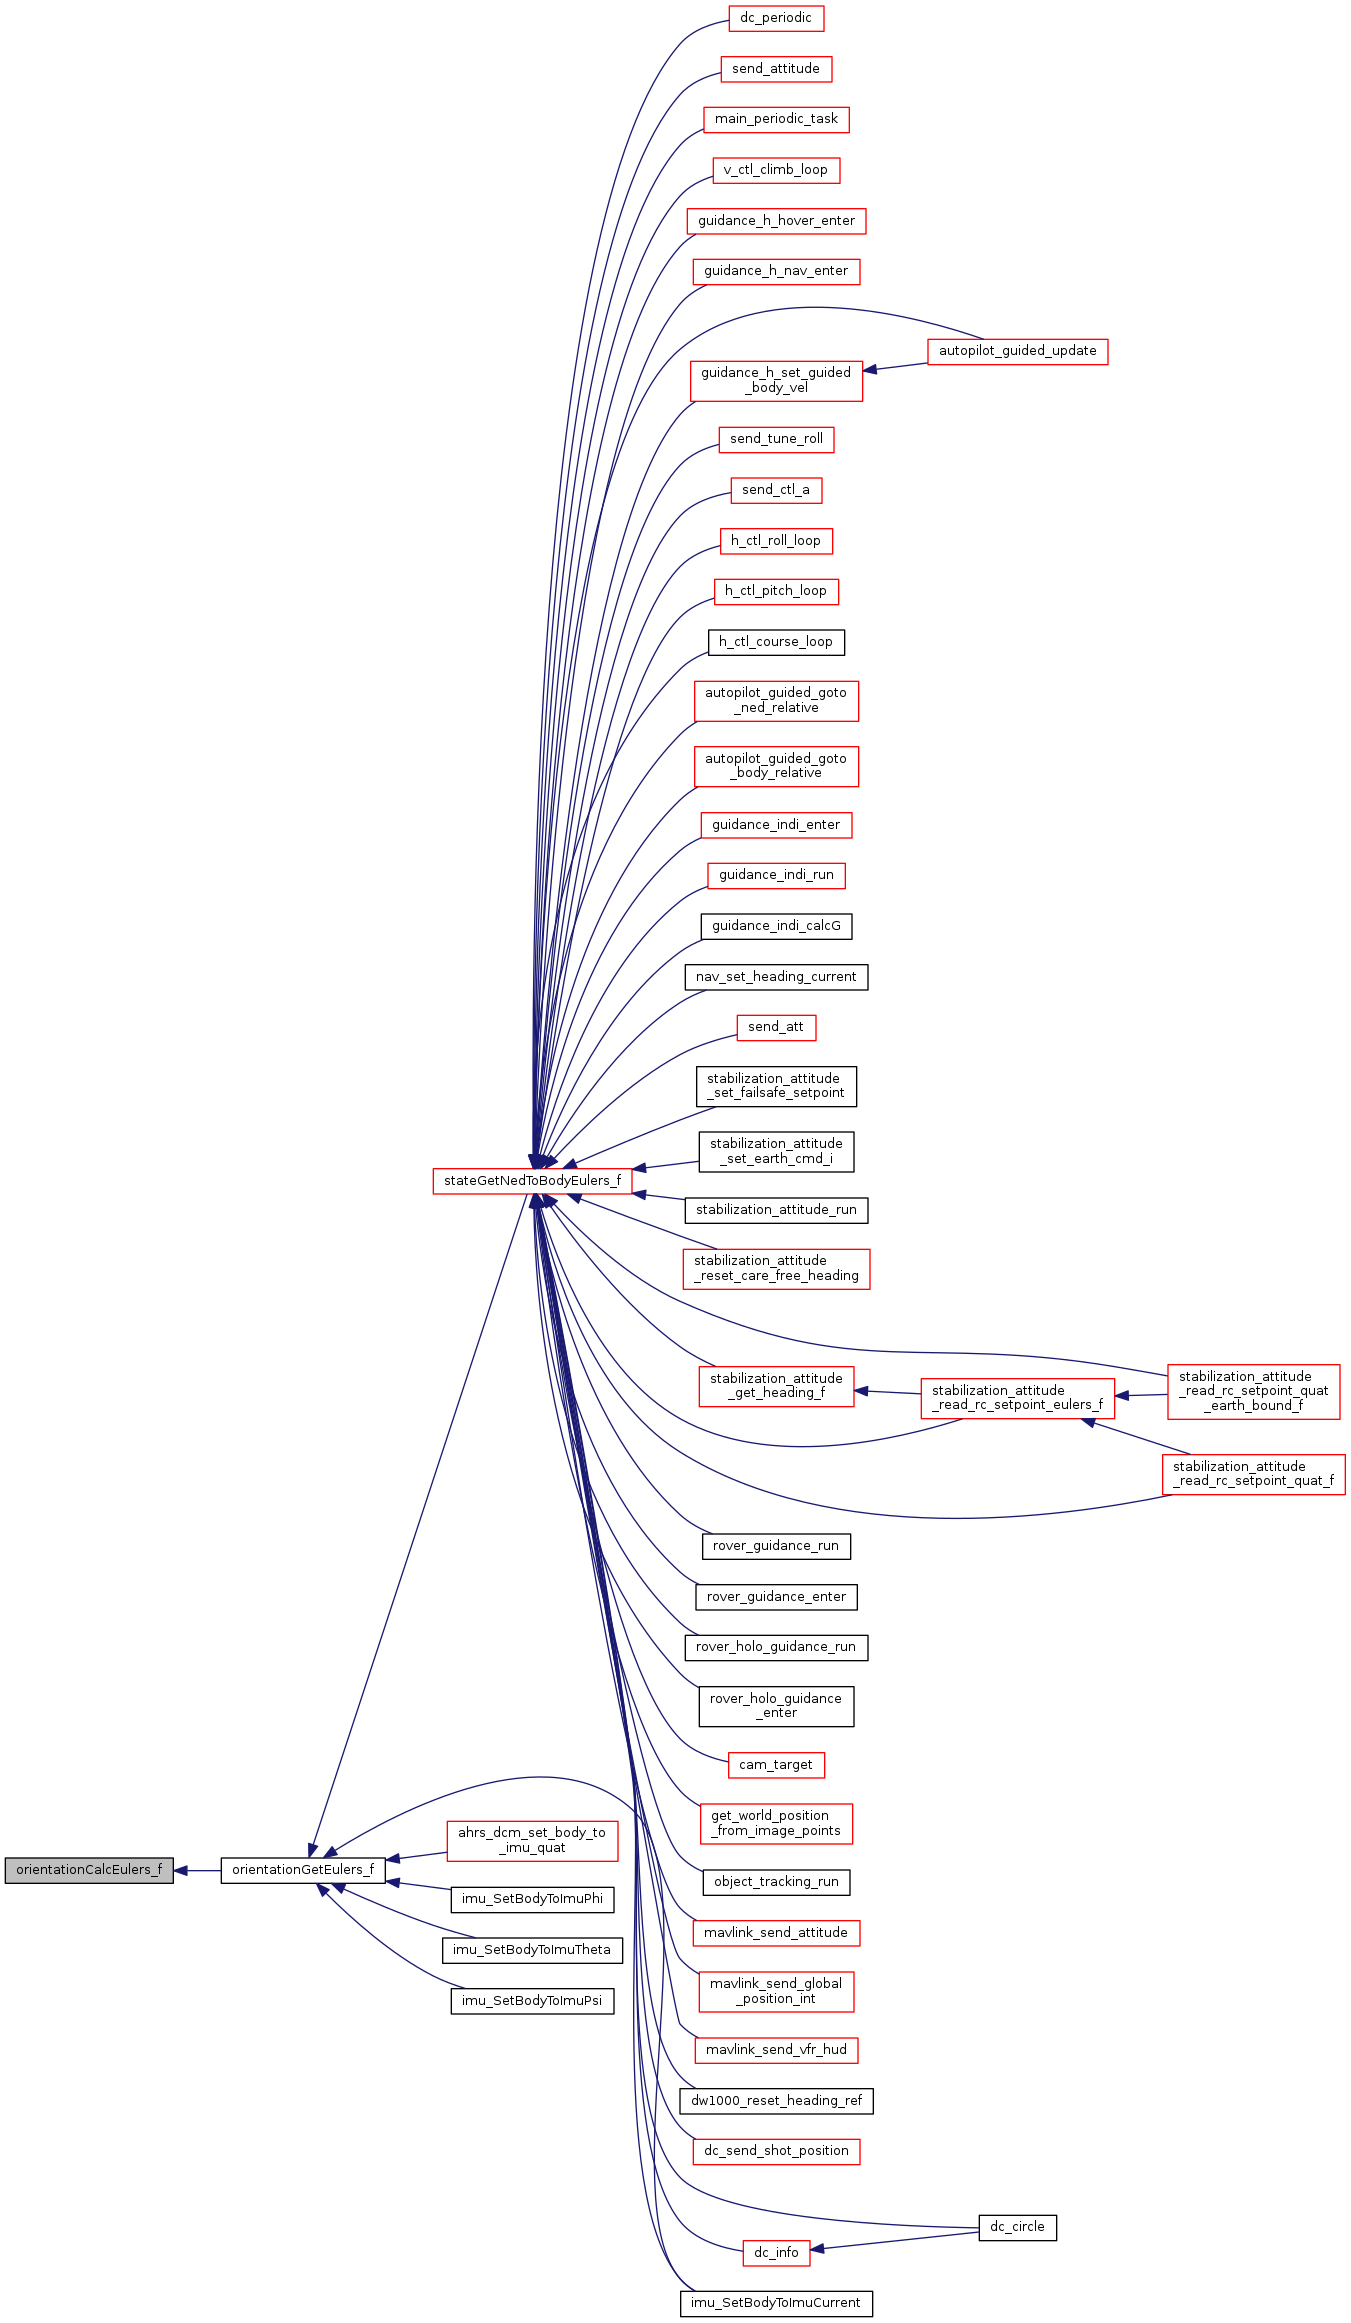 dc_periodic
send_attitude
main_periodic_task
v_ctl_climb_loop
guidance_h_hover_enter
guidance_h_nav_enter
autopilot_guided_update
guidance_h_set_guided
_body_vel
send_tune_roll
send_ctl_a
h_ctl_roll_loop
h_ctl_pitch_loop
h_ctl_course_loop
autopilot_guided_goto
_ned_relative
autopilot_guided_goto
_body_relative
guidance_indi_enter
guidance_indi_run
guidance_indi_calcG
nav_set_heading_current
send_att
stabilization_attitude
_set_failsafe_setpoint
stabilization_attitude
_set_earth_cmd_i
stateGetNedToBodyEulers_f
stabilization_attitude_run
stabilization_attitude
_reset_care_free_heading
stabilization_attitude
_get_heading_f
stabilization_attitude
_read_rc_setpoint_eulers_f
stabilization_attitude
_read_rc_setpoint_quat
_earth_bound_f
stabilization_attitude
_read_rc_setpoint_quat_f
rover_guidance_run
rover_guidance_enter
rover_holo_guidance_run
rover_holo_guidance
_enter
cam_target
get_world_position
_from_image_points
ahrs_dcm_set_body_to
_imu_quat
orientationCalcEulers_f
orientationGetEulers_f
object_tracking_run
imu_SetBodyToImuPhi
mavlink_send_attitude
imu_SetBodyToImuTheta
mavlink_send_global
_position_int
imu_SetBodyToImuPsi
mavlink_send_vfr_hud
dw1000_reset_heading_ref
dc_send_shot_position
dc_circle
dc_info
imu_SetBodyToImuCurrent